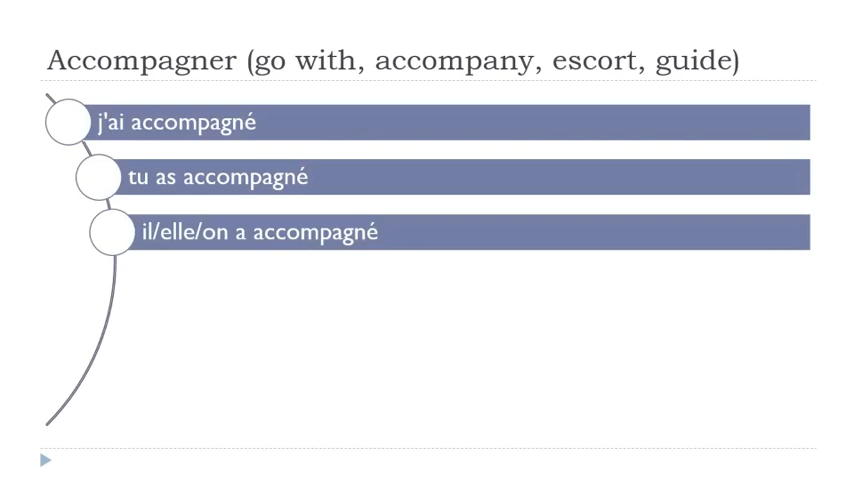 Accompagner (go with, accompany, escort, guide)
j'ai accompagné
tu as accompagné
il/elle/on a accompagné